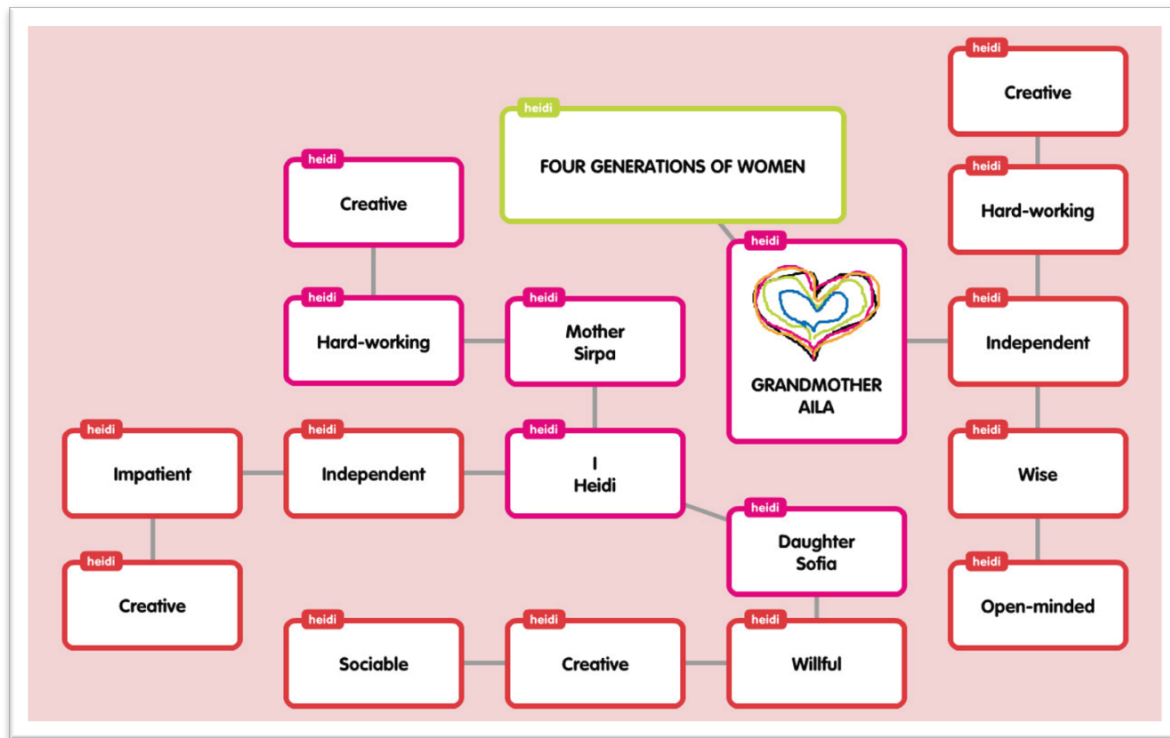 heidi
FOUR GENERATIONS OF WOMEN
heidi
GRANDMOTHER
AILA
heidi
Creative
heidi
Hard-working
heidi
Independent
heidi
Wise
heidi
Open-minded
heidi
Creative
heidi
Hard-working
heidi
Mother
Sirpa
heidi
Impatient
heidi
Independent
heidi
I
Heidi
heidi
Creative
heidi
Daughter
Sofia
heidi
Sociable
heidi
Creative
heidi
Willful